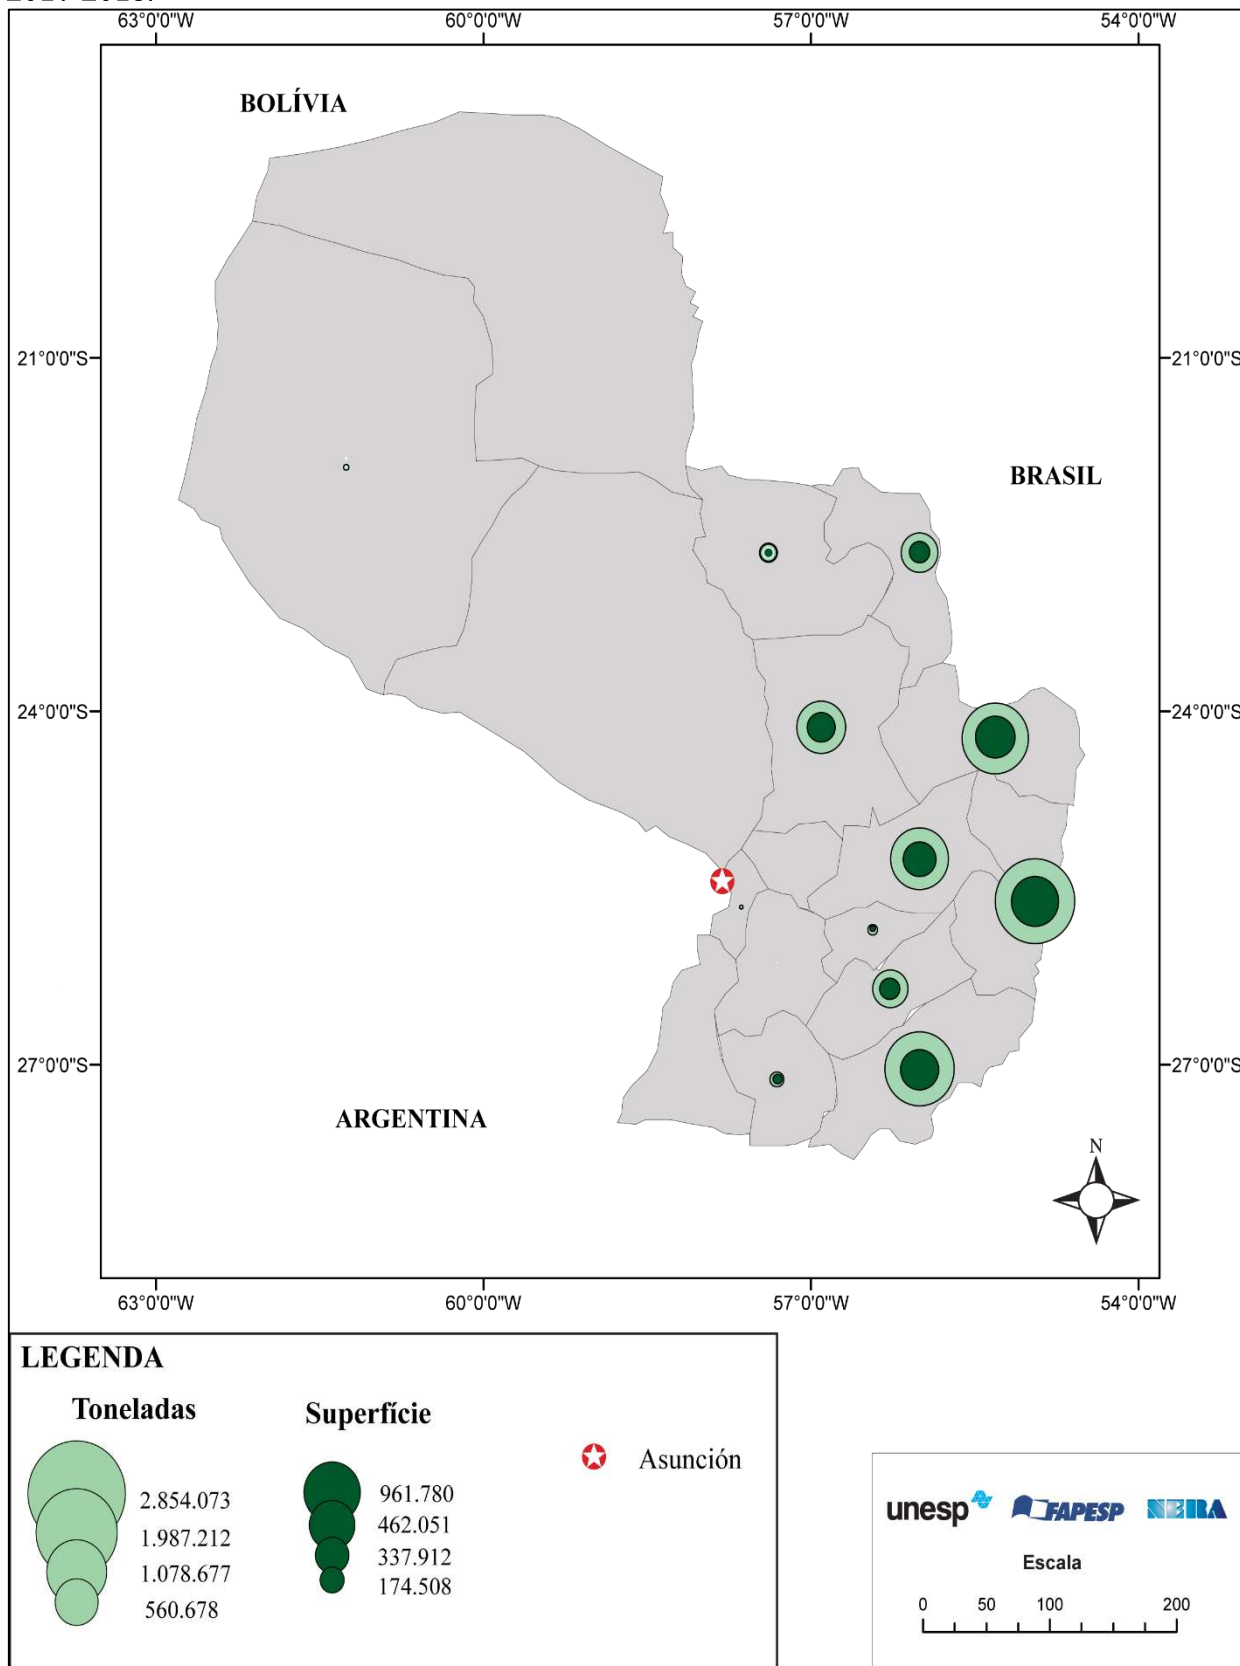 63°0'0"W 60°0'0"W 57°0'0"W 54°0'0"W
BOLÍVIA
21°0'0"S 21°0'0"S
BRASIL
24°0'0"S 24°0'0"S
27°0'0"S 27°0'0"S
ARGENTINA
N
63°0'0"W 60°0'0"W 57°0'0"W 54°0'0"W
LEGENDA
Toneladas
2.854.073
1.987.212
1.078.677
560.678
Superfície
961.780
462.051
337.912
174.508
Asunción
unesp FAPESP NERA
Escala
0 50 100 200